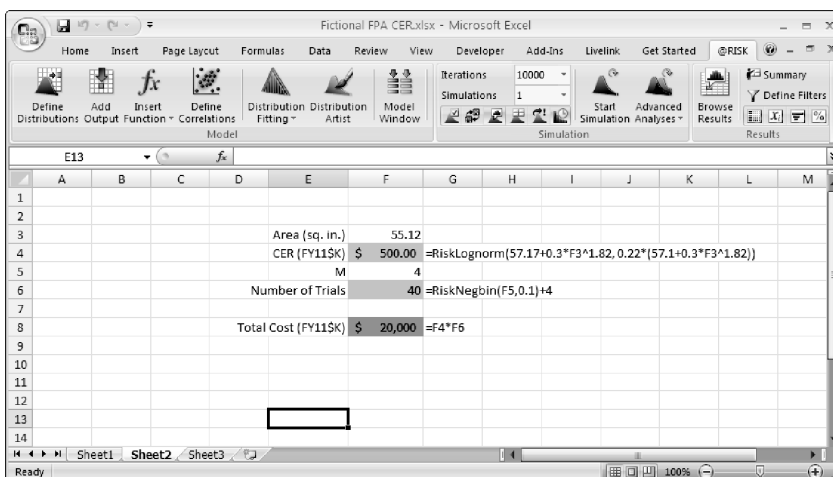 Fictional FPA CER.xlsx - Microsoft Excel
Home Insert Page Layout Formulas Data Review View Developer Add-Ins Livelink Get Started @RISK
Define Distributions
Add Output
Insert Function
Define Correlations
Distribution Fitting
Distribution Artist
Model Window
Iterations 10000
Simulations 1
Start Simulation
Advanced Analyses
Browse Results
Summary
Define Filters
Model Simulation Results
E13 fx
A B C D E F G H I J K L M
1
2
3 Area (sq. in.) 55.12
4 CER (FY11$K) $ 500.00 =RiskLognorm(57.17+0.3*F3^1.82, 0.22*(57.1+0.3*F3^1.82))
5 M 4
6 Number of Trials 40 =RiskNegbin(F5,0.1)+4
7
8 Total Cost (FY11$K) $ 20,000 =F4*F6
9
10
11
12
13
14
Sheet1 Sheet2 Sheet3
Ready 100%